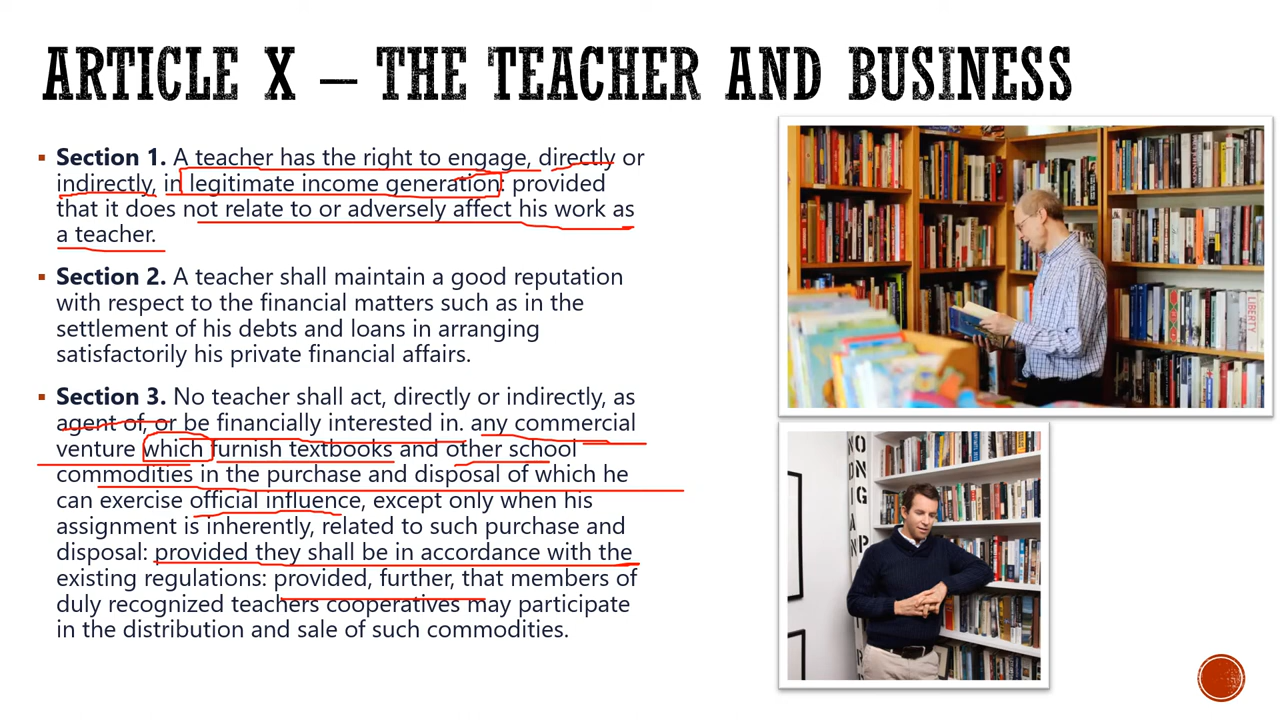 ARTICLE X – THE TEACHER AND BUSINESS
▪ Section 1. A teacher has the right to engage, directly or
indirectly, in legitimate income generation: provided
that it does not relate to or adversely affect his work as
a teacher.
▪ Section 2. A teacher shall maintain a good reputation
with respect to the financial matters such as in the
settlement of his debts and loans in arranging
satisfactorily his private financial affairs.
▪ Section 3. No teacher shall act, directly or indirectly, as
agent of, or be financially interested in. any commercial
venture which furnish textbooks and other school
commodities in the purchase and disposal of which he
can exercise official influence, except only when his
assignment is inherently, related to such purchase and
disposal: provided they shall be in accordance with the
existing regulations: provided, further, that members of
duly recognized teachers cooperatives may participate
in the distribution and sale of such commodities.
LIBERTY